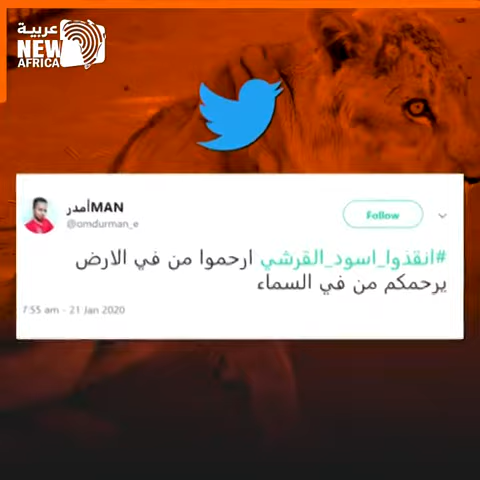 عربية
NEW
AFRICA
أمدرMAN
@omdurman_e
Follow
#انقذوا_اسود_القرشي ارحموا من في الارض
يرحمكم من في السماء
7:55 am - 21 Jan 2020